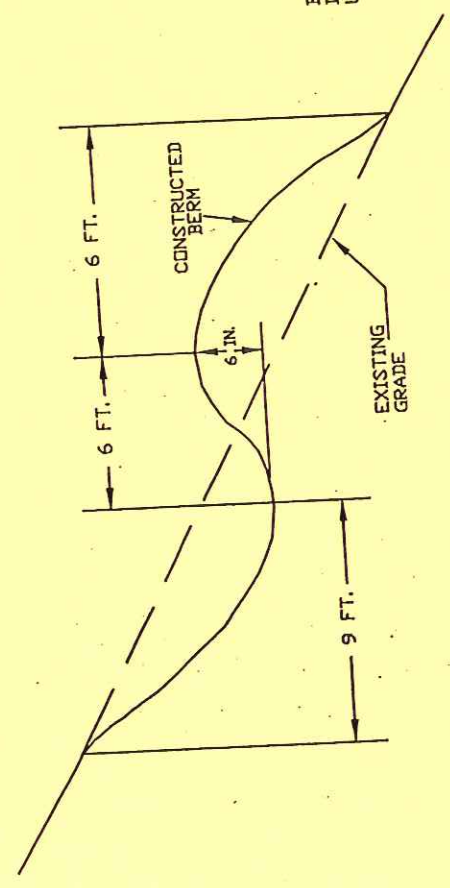 6 FT.
6 FT.
CONSTRUCTED
BERM
6 IN.
EXISTING
GRADE
9 FT.